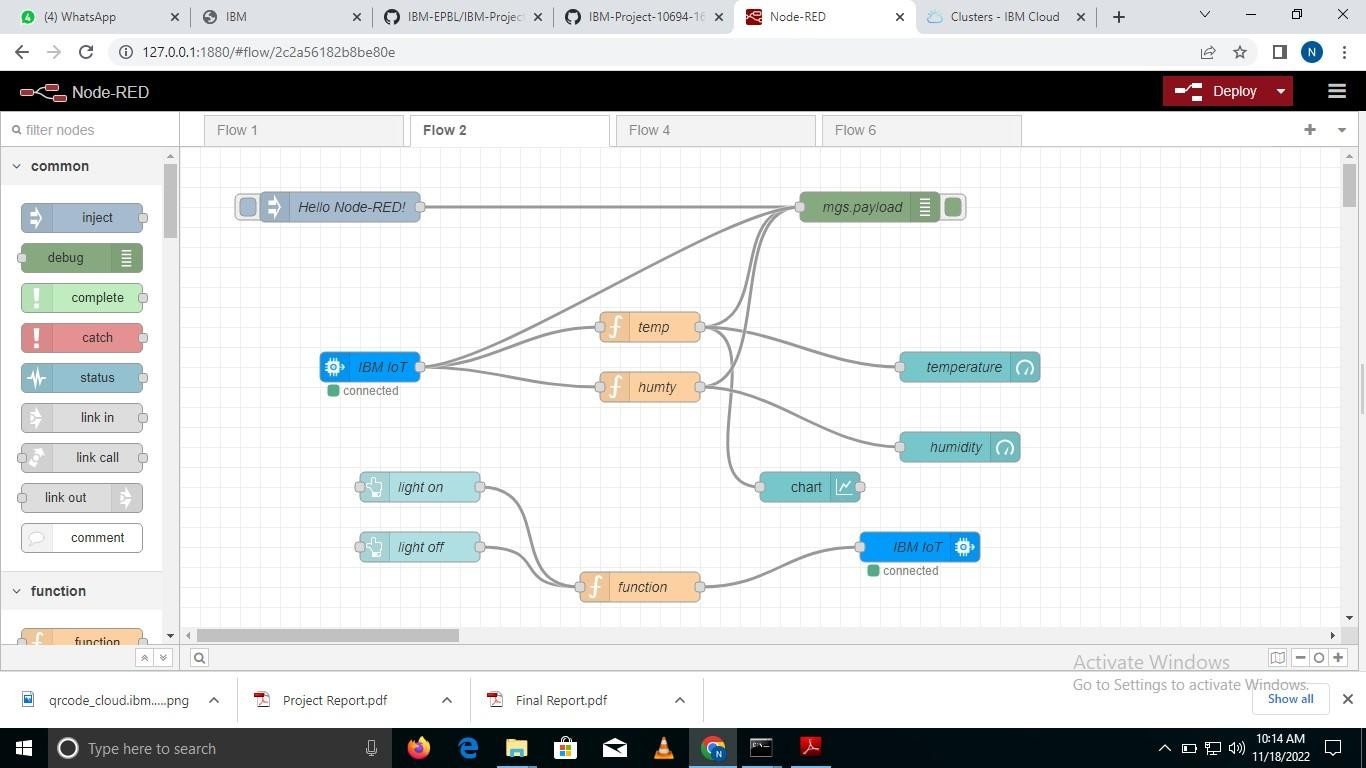 (4) WhatsApp
IBM
IBM-EPBL/IBM-Project
IBM-Project-10694-16
Node-RED
Clusters - IBM Cloud
127.0.0.1:1880/#flow/2c2a56182b8be80e
N
Node-RED
Deploy
filter nodes
Flow 1
Flow 2
Flow 4
Flow 6
common
inject
debug
complete
catch
status
link in
link call
link out
comment
function
function
Hello Node-RED!
mgs.payload
temp
IBM IoT
connected
humty
temperature
humidity
light on
chart
light off
IBM IoT
connected
function
Activate Windows
Go to Settings to activate Windows.
qrcode_cloud.ibm.....png
Project Report.pdf
Final Report.pdf
Show all
Type here to search
10:14 AM
11/18/2022